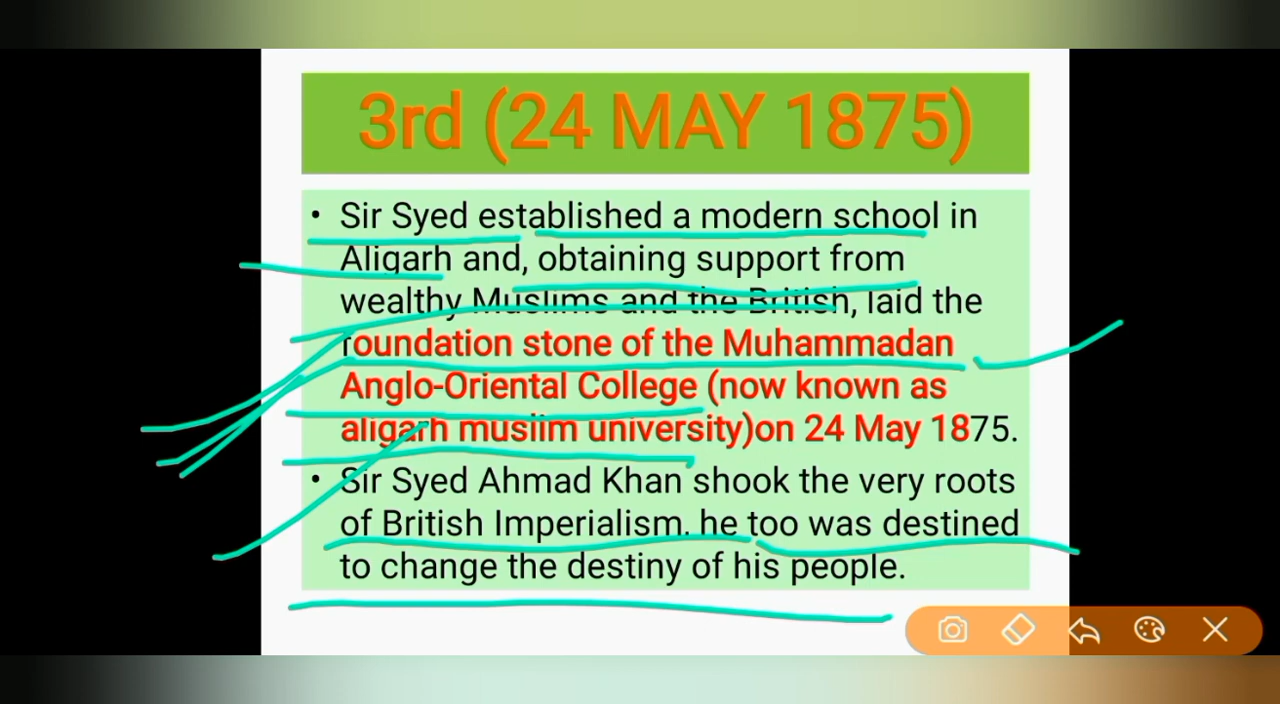 3rd (24 MAY 1875)
• Sir Syed established a modern school in
Aligarh and, obtaining support from
wealthy Muslims and the British, laid the
foundation stone of the Muhammadan
Anglo-Oriental College (now known as
aligarh muslim university)on 24 May 1875.
• Sir Syed Ahmad Khan shook the very roots
of British Imperialism. he too was destined
to change the destiny of his people.